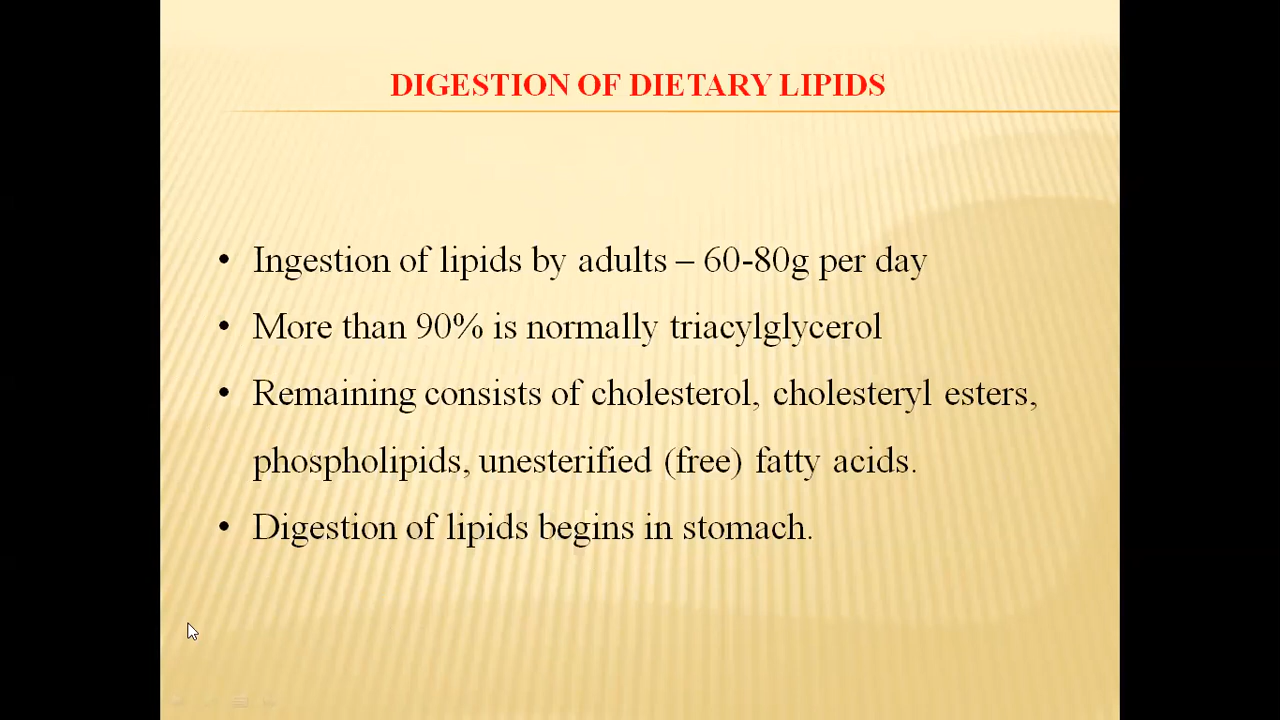 DIGESTION OF DIETARY LIPIDS
• Ingestion of lipids by adults – 60-80g per day
• More than 90% is normally triacylglycerol
• Remaining consists of cholesterol, cholesteryl esters,
phospholipids, unesterified (free) fatty acids.
• Digestion of lipids begins in stomach.